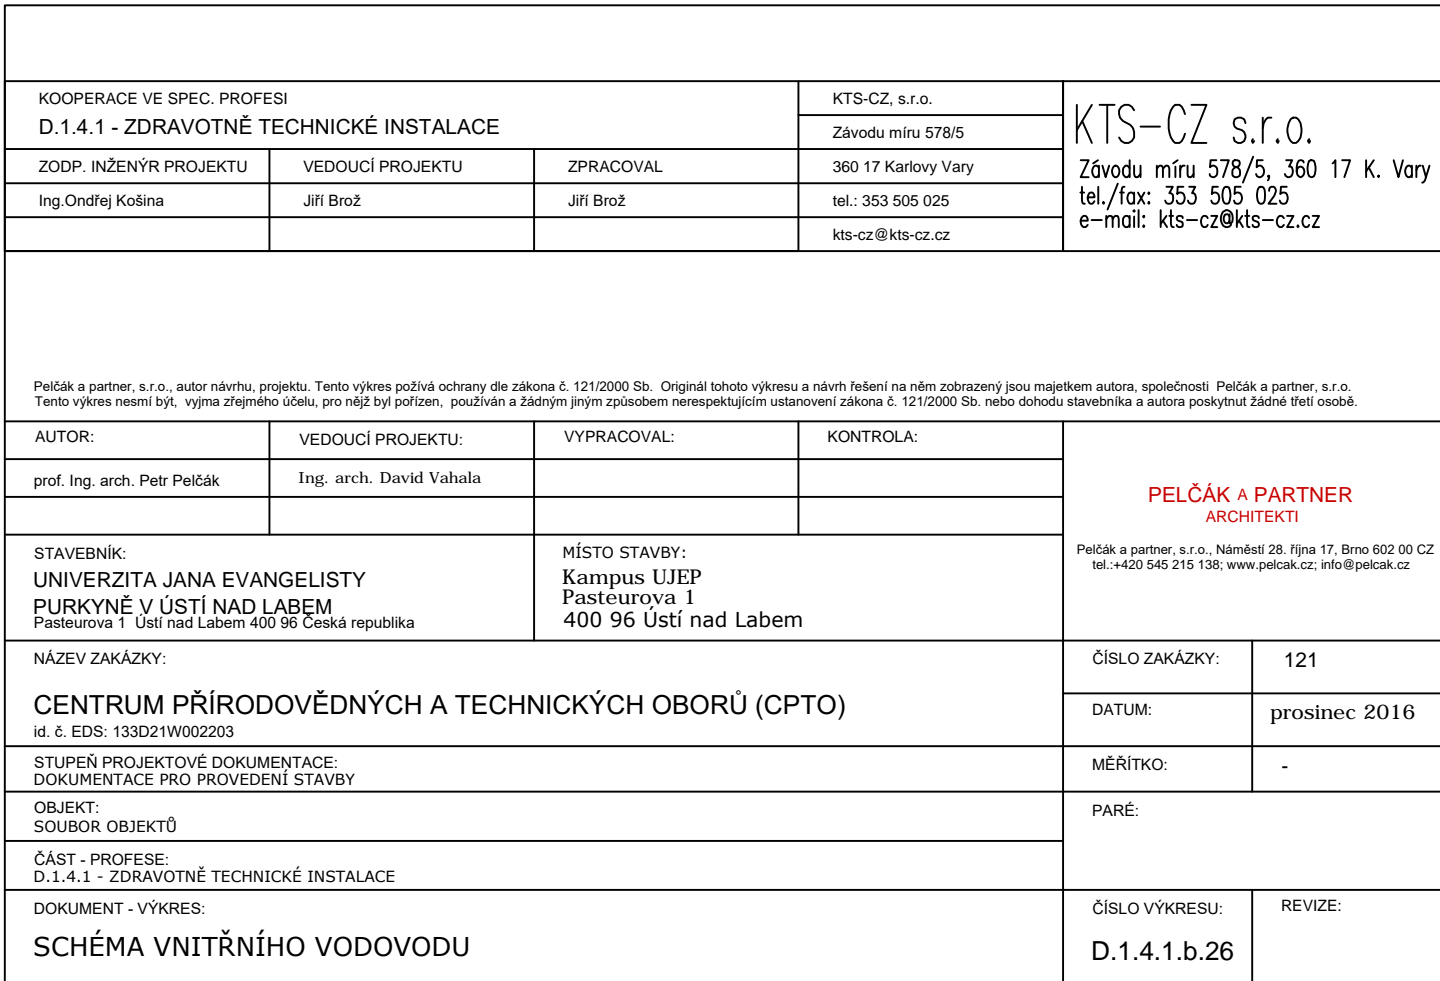 KOOPERACE VE SPEC. PROFESI
D.1.4.1 - ZDRAVOTNĚ TECHNICKÉ INSTALACE
ZODP. INŽENÝR PROJEKTU
VEDOUCÍ PROJEKTU
ZPRACOVAL
Ing.Ondřej Košina
Jiří Brož
Jiří Brož
KTS-CZ, s.r.o.
Závodu míru 578/5
360 17 Karlovy Vary
tel.: 353 505 025
kts-cz@kts-cz.cz
KTS-CZ s.r.o.
Závodu míru 578/5, 360 17 K. Vary
tel./fax: 353 505 025
e-mail: kts-cz@kts-cz.cz
Pelčák a partner, s.r.o., autor návrhu, projektu. Tento výkres požívá ochrany dle zákona č. 121/2000 Sb. Originál tohoto výkresu a návrh řešení na něm zobrazený jsou majetkem autora, společnosti Pelčák a partner, s.r.o.
Tento výkres nesmí být, vyjma zřejmého účelu, pro nějž byl pořízen, používán a žádným jiným způsobem nerespektujícím ustanovení zákona č. 121/2000 Sb. nebo dohodu stavebníka a autora poskytnut žádné třetí osobě.
AUTOR:
VEDOUCÍ PROJEKTU:
VYPRACOVAL:
KONTROLA:
prof. Ing. arch. Petr Pelčák
Ing. arch. David Vahala
PELČÁK A PARTNER
ARCHITEKTI
Pelčák a partner, s.r.o., Náměstí 28. října 17, Brno 602 00 CZ
tel.:+420 545 215 138; www.pelcak.cz; info@pelcak.cz
STAVEBNÍK:
UNIVERZITA JANA EVANGELISTY
PURKYNĚ V ÚSTÍ NAD LABEM
Pasteurova 1 Ústí nad Labem 400 96 Česká republika
MÍSTO STAVBY:
Kampus UJEP
Pasteurova 1
400 96 Ústí nad Labem
NÁZEV ZAKÁZKY:
CENTRUM PŘÍRODOVĚDNÝCH A TECHNICKÝCH OBORŮ (CPTO)
id. č. EDS: 133D21W002203
ČÍSLO ZAKÁZKY:
121
DATUM:
prosinec 2016
STUPEŇ PROJEKTOVÉ DOKUMENTACE:
DOKUMENTACE PRO PROVEDENÍ STAVBY
MĚŘÍTKO:
-
OBJEKT:
SOUBOR OBJEKTŮ
PARÉ:
ČÁST - PROFESE:
D.1.4.1 - ZDRAVOTNĚ TECHNICKÉ INSTALACE
DOKUMENT - VÝKRES:
SCHÉMA VNITŘNÍHO VODOVODU
ČÍSLO VÝKRESU:
D.1.4.1.b.26
REVIZE: